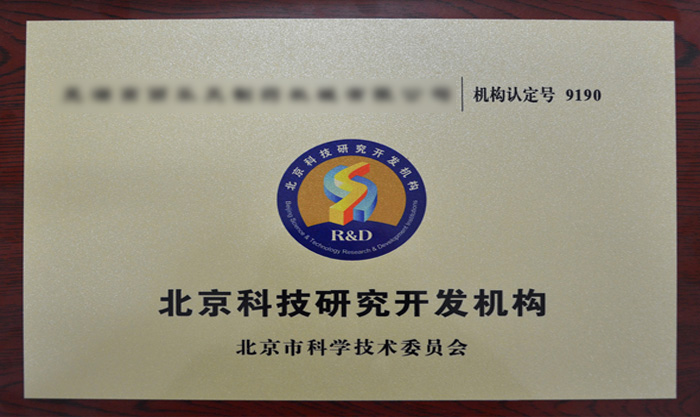 机构认定号 9190
北京科技研究开发机构
R&D
Beijing Science & Technology Research & Development Institutions
北京科技研究开发机构
北京市科学技术委员会